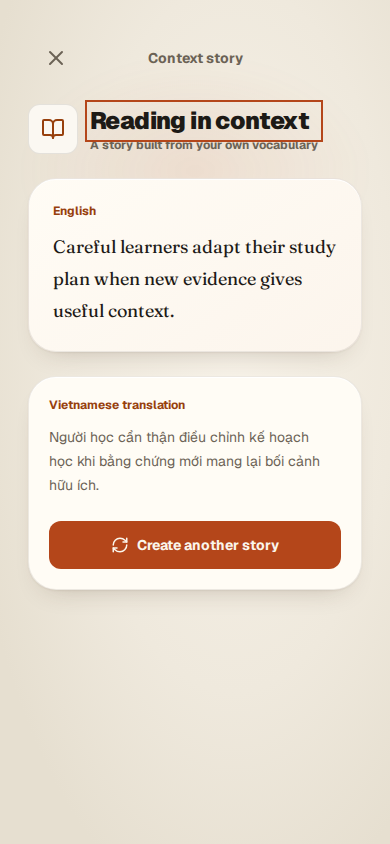 Context story
Reading in context
A story built from your own vocabulary
English
Careful learners adapt their study
plan when new evidence gives
useful context.
Vietnamese translation
Người học cẩn thận điều chỉnh kế hoạch
học khi bằng chứng mới mang lại bối cảnh
hữu ích.
Create another story